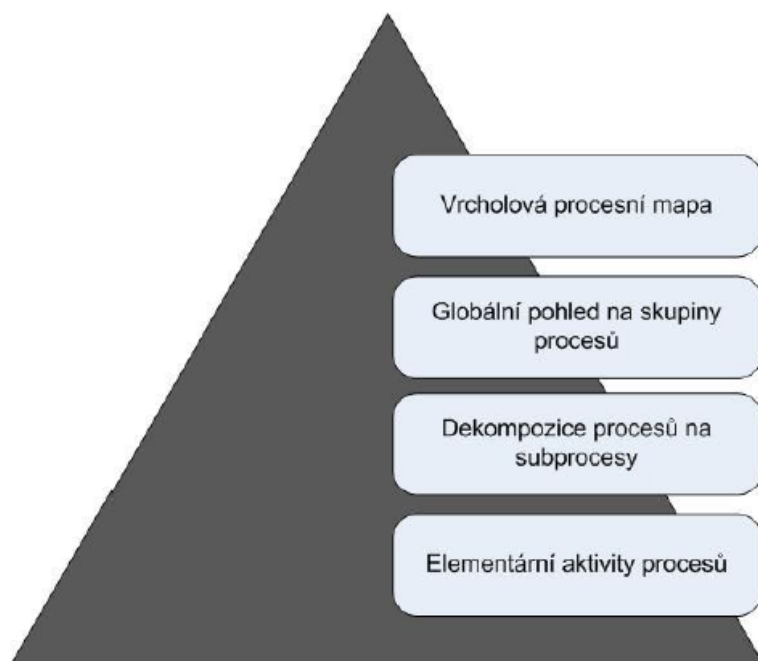 Vrcholová procesní mapa
Globální pohled na skupiny
procesů
Dekompozice procesů na
subprocesy
Elementární aktivity procesů